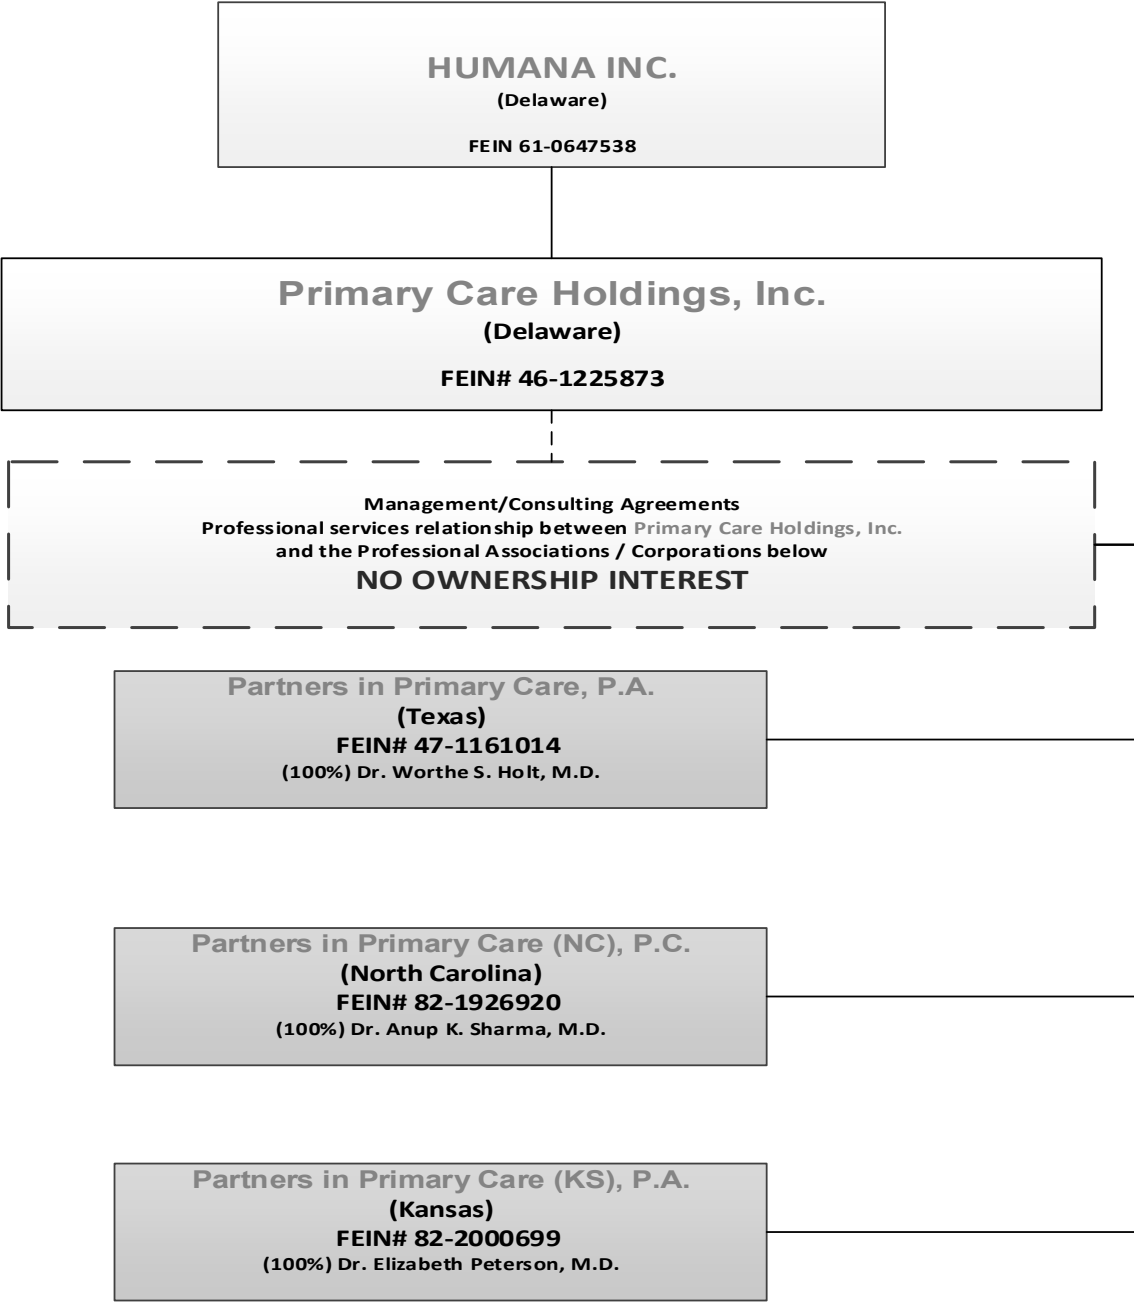 HUMANA INC.
(Delaware)
FEIN 61-0647538
Primary Care Holdings, Inc.
(Delaware)
FEIN# 46-1225873
Management/Consulting Agreements
Professional services relationship between Primary Care Holdings, Inc.
and the Professional Associations / Corporations below
NO OWNERSHIP INTEREST
Partners in Primary Care, P.A.
(Texas)
FEIN# 47-1161014
(100%) Dr. Worthe S. Holt, M.D.
Partners in Primary Care (NC), P.C.
(North Carolina)
FEIN# 82-1926920
(100%) Dr. Anup K. Sharma, M.D.
Partners in Primary Care (KS), P.A.
(Kansas)
FEIN# 82-2000699
(100%) Dr. Elizabeth Peterson, M.D.